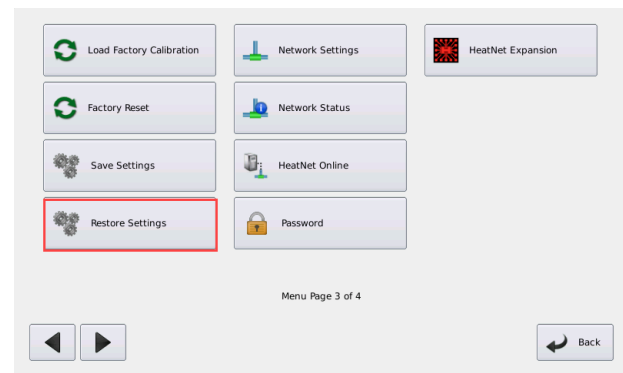 Load Factory Calibration
Network Settings
HeatNet Expansion
Factory Reset
Network Status
Save Settings
HeatNet Online
Restore Settings
Password
Menu Page 3 of 4
Back